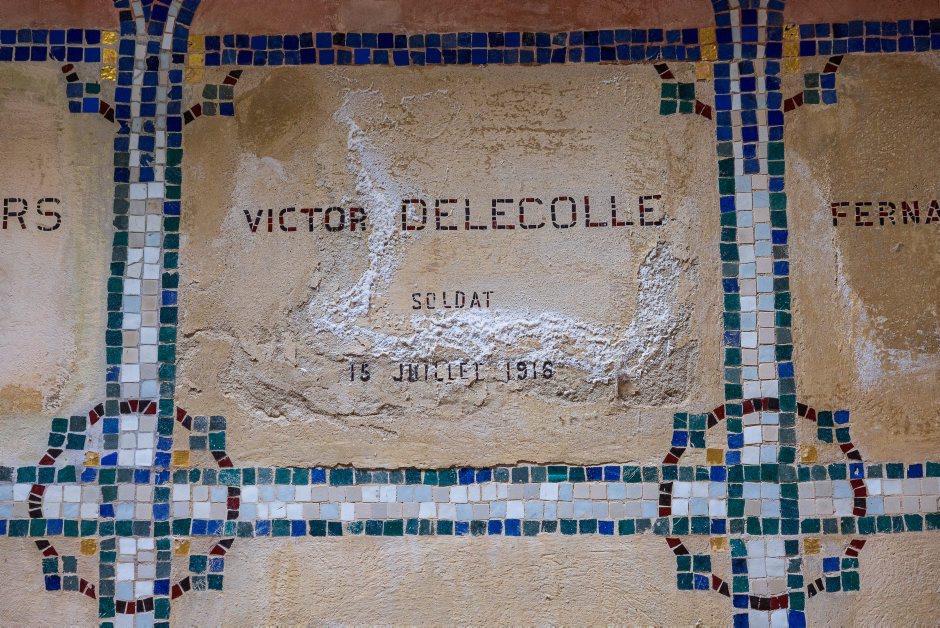 RS
VICTOR DELECOLLE
FERNA
SOLDAT
15 JUILLET 1916